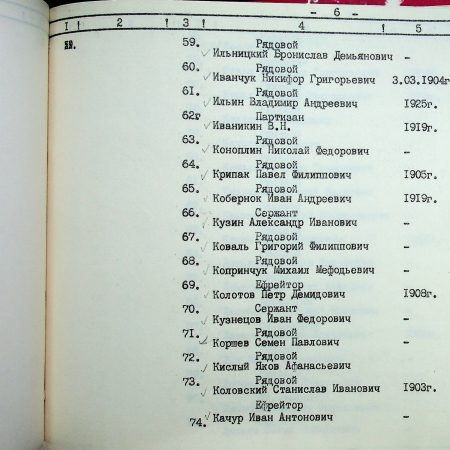 - 6 -
I ! 2 ! 3 ! 4 ! 5
59. Рядовой
Ильницкий Бронислав Демьянович -
60. Рядовой
Иванчук Никифор Григорьевич 3.03.1904г
61. Рядовой
Ильин Владимир Андреевич 1925г.
62г Партизан
Иваникин В.Н. 1919г.
63. Рядовой
Коноплин Николай Федорович -
64. Рядовой
Крипак Павел Филиппович 1905г.
65. Рядовой
Кобернок Иван Андреевич 1919г.
66. Сержант
Кузин Александр Иванович -
67. Рядовой
Коваль Григорий Филиппович -
68. Рядовой
Копринчук Михаил Мефодьевич -
69. Ефрейтор
Колотов Петр Демидович 1908г.
70. Сержант
Кузнецов Иван Федорович -
71. Рядовой
Коршев Семен Павлович -
72. Рядовой
Кислый Яков Афанасьевич -
73. Рядовой
Коловский Станислав Иванович 1903г.
Ефрейтор
74. Качур Иван Антонович -